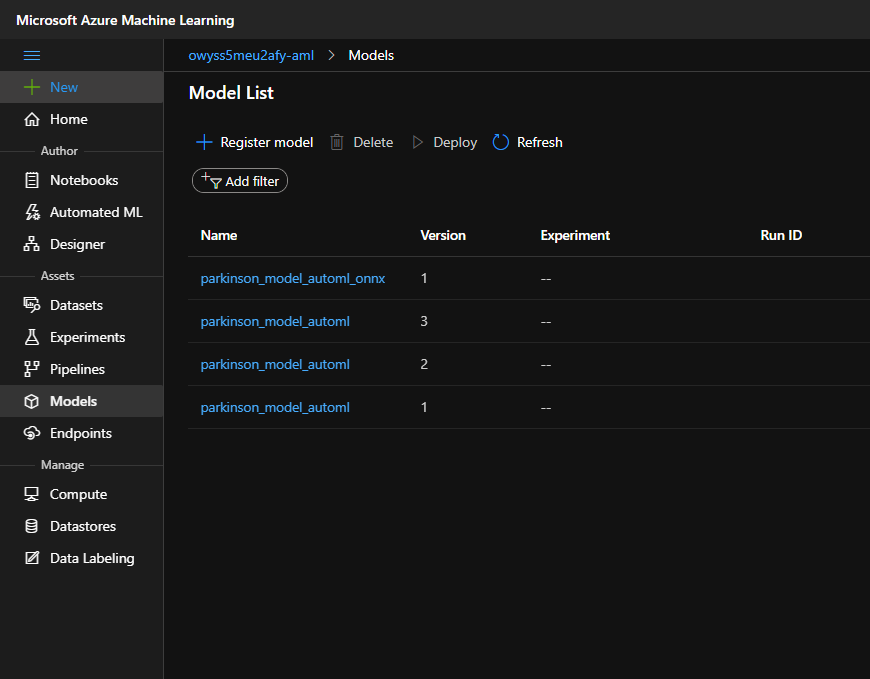 Microsoft Azure Machine Learning
owyss5meu2afy-aml > Models
New
Home
Author
Notebooks
Automated ML
Designer
Assets
Datasets
Experiments
Pipelines
Models
Endpoints
Manage
Compute
Datastores
Data Labeling
Model List
Register model Delete Deploy Refresh
Add filter
Name Version Experiment Run ID
parkinson_model_automl_onnx 1 --
parkinson_model_automl 3 --
parkinson_model_automl 2 --
parkinson_model_automl 1 --